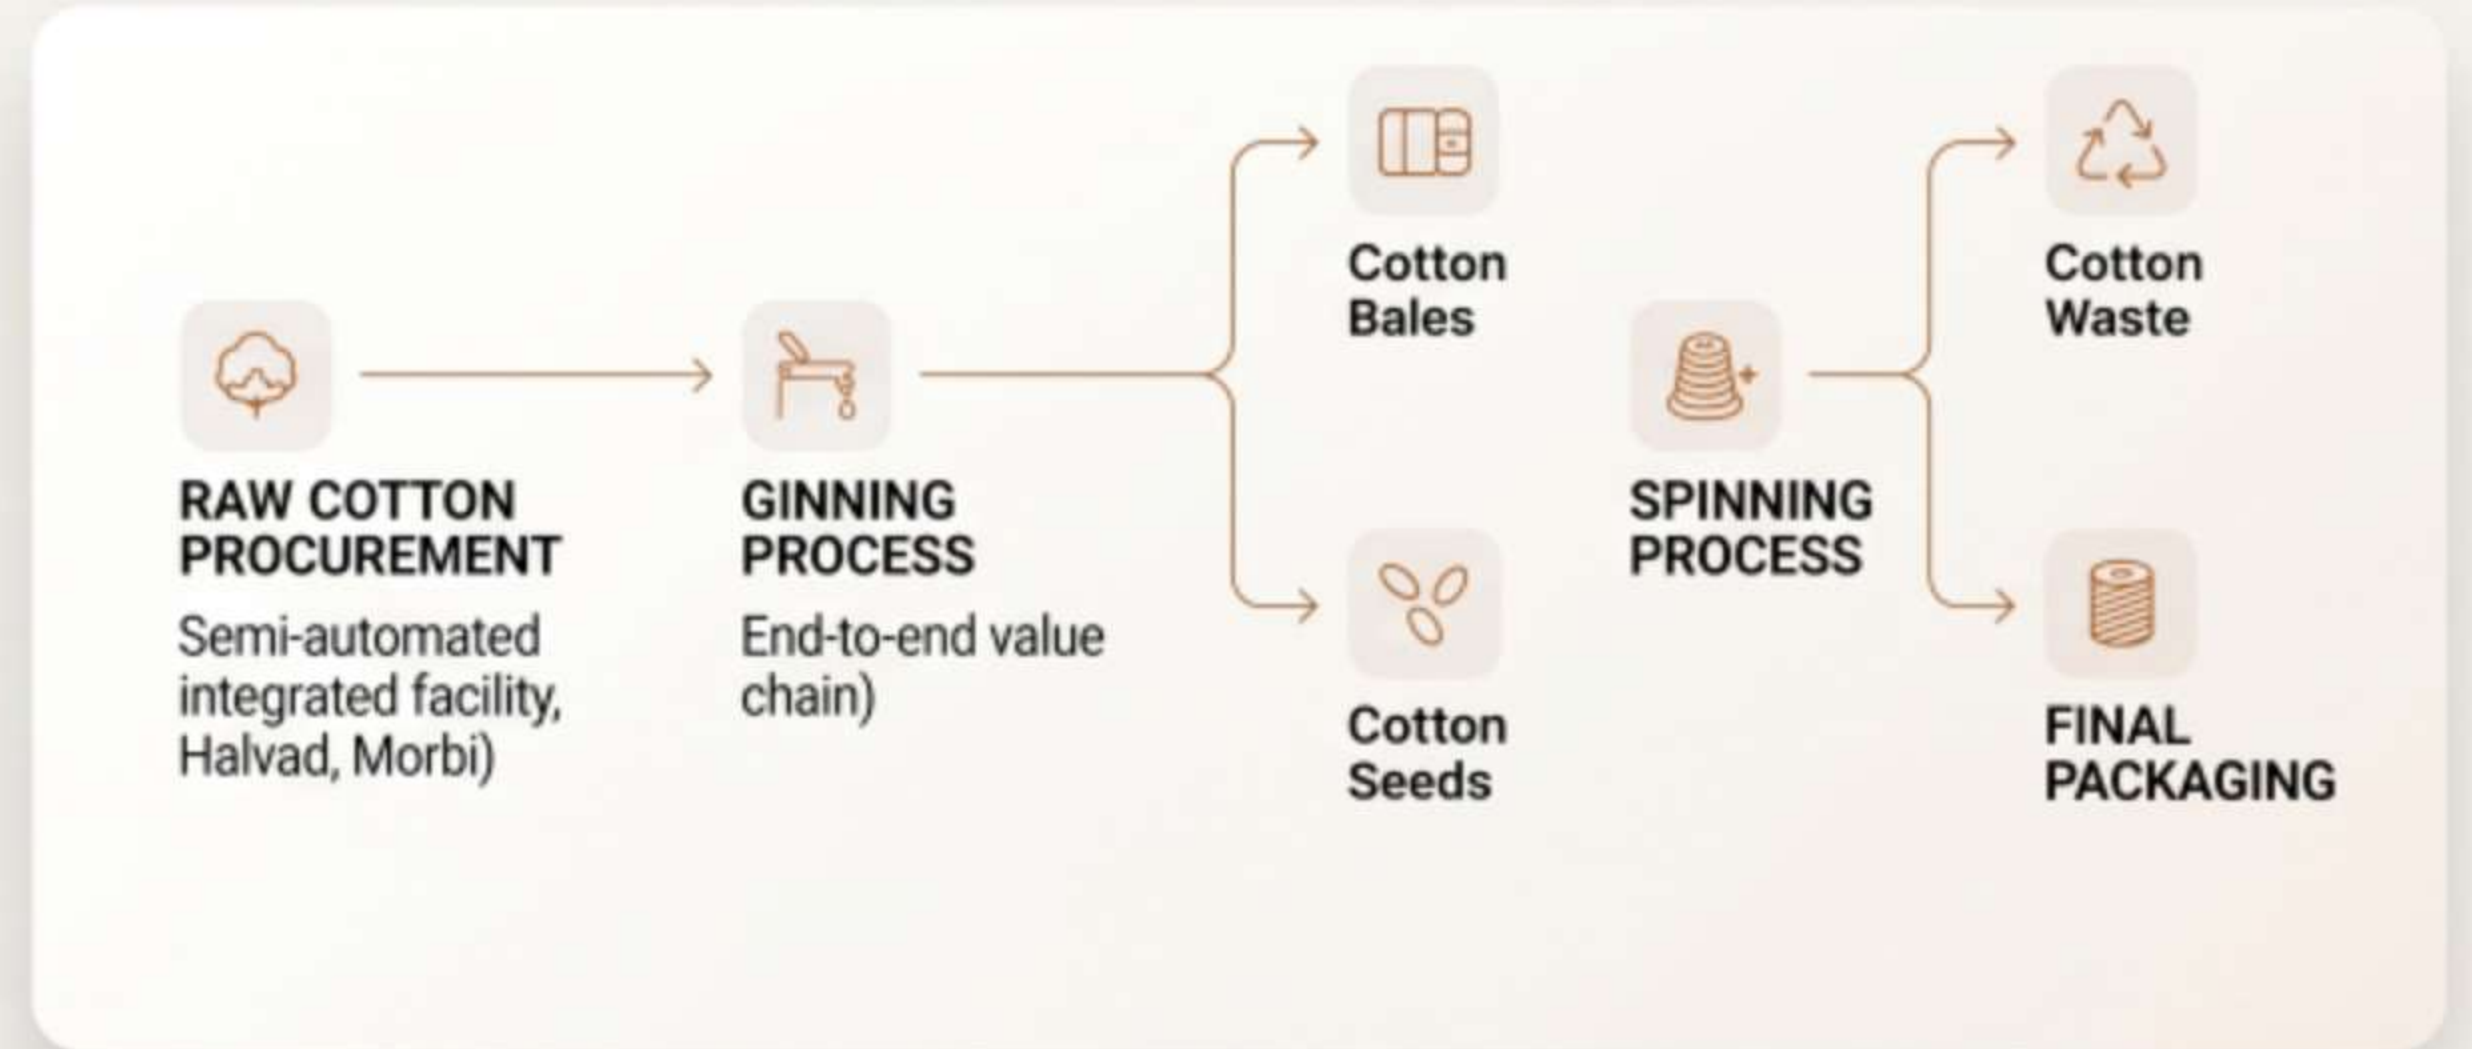 RAW COTTON
PROCUREMENT
Semi-automated
integrated facility,
Halvad, Morbi)
GINNING
PROCESS
End-to-end value
chain)
Cotton
Bales
Cotton
Seeds
SPINNING
PROCESS
Cotton
Waste
FINAL
PACKAGING